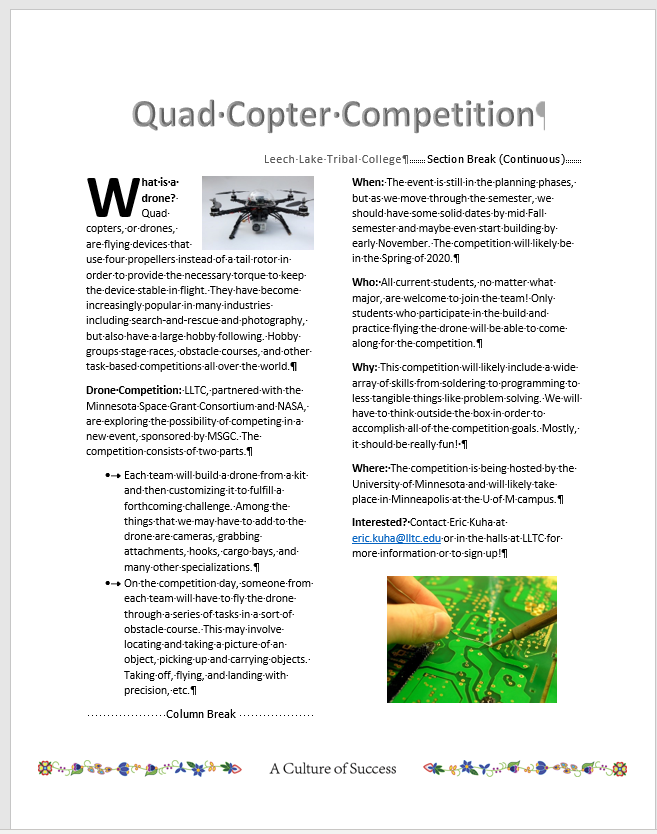 Quad Copter Competition¶
Leech Lake Tribal College¶ Section Break (Continuous)
What is a
drone?
Quad
copters, or drones,
are flying devices that
use four propellers instead of a tail rotor in
order to provide the necessary torque to keep
the device stable in flight. They have become
increasingly popular in many industries
including search-and-rescue and photography,
but also have a large hobby following. Hobby
groups stage races, obstacle courses, and other
task-based competitions all over the world.¶
Drone Competition: LLTC, partnered with the
Minnesota Space Grant Consortium and NASA,
are exploring the possibility of competing in a
new event, sponsored by MSGC. The
competition consists of two parts.¶
•→ Each team will build a drone from a kit
and then customizing it to fulfill a
forthcoming challenge. Among the
things that we may have to add to the
drone are cameras, grabbing
attachments, hooks, cargo bays, and
many other specializations.¶
•→ On the competition day, someone from
each team will have to fly the drone
through a series of tasks in a sort of
obstacle course. This may involve
locating and taking a picture of an
object, picking up and carrying objects.
Taking off, flying, and landing with
precision, etc.¶
Column Break
When: The event is still in the planning phases,
but as we move through the semester, we
should have some solid dates by mid Fall
semester and maybe even start building by
early November. The competition will likely be
in the Spring of 2020.¶
Who: All current students, no matter what
major, are welcome to join the team! Only
students who participate in the build and
practice flying the drone will be able to come
along for the competition.¶
Why: This competition will likely include a wide
array of skills from soldering to programming to
less tangible things like problem solving. We will
have to think outside the box in order to
accomplish all of the competition goals. Mostly,
it should be really fun! ¶
Where: The competition is being hosted by the
University of Minnesota and will likely take
place in Minneapolis at the U of M campus.¶
Interested? Contact Eric Kuha at
eric.kuha@lltc.edu or in the halls at LLTC for
more information or to sign up!¶
A Culture of Success